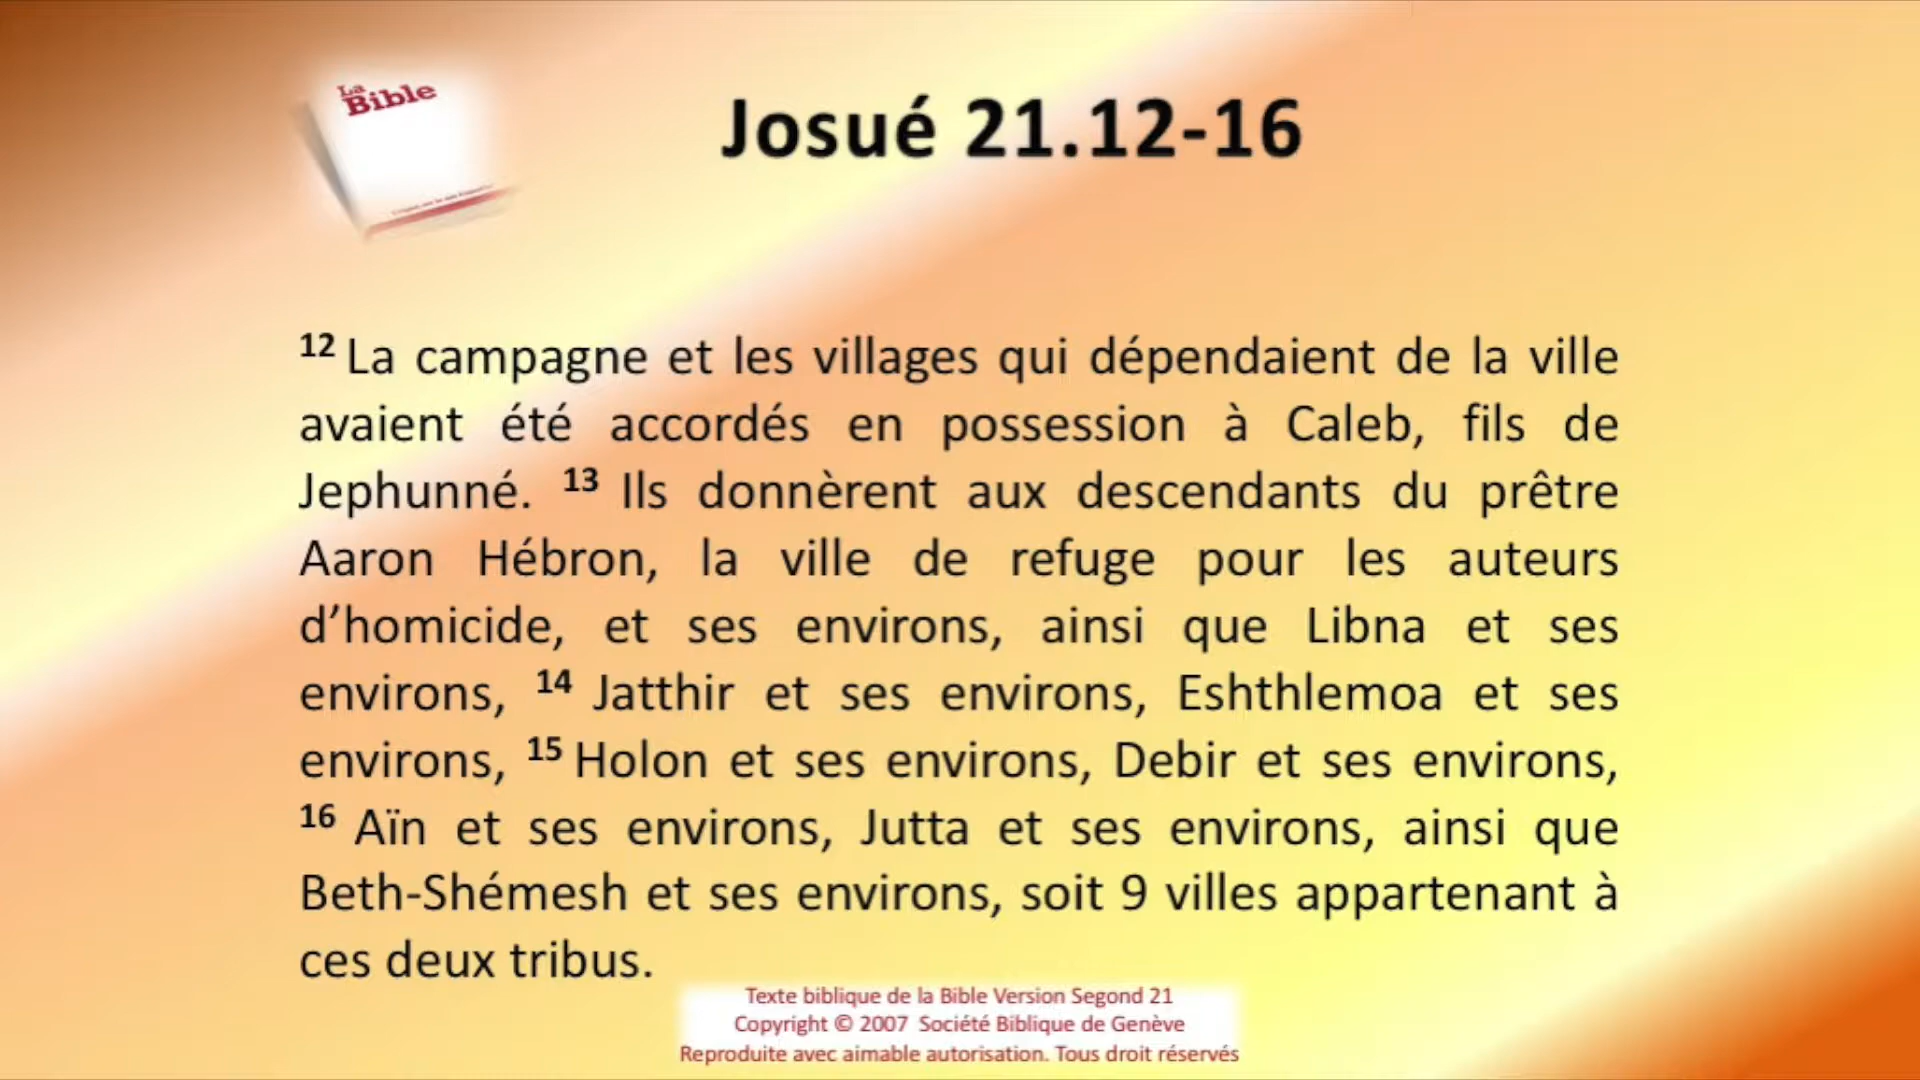 La
Bible
Josué 21.12-16
12 La campagne et les villages qui dépendaient de la ville
avaient été accordés en possession à Caleb, fils de
Jephunné. 13 Ils donnèrent aux descendants du prêtre
Aaron Hébron, la ville de refuge pour les auteurs
d’homicide, et ses environs, ainsi que Libna et ses
environs, 14 Jatthir et ses environs, Eshthlemoa et ses
environs, 15 Holon et ses environs, Debir et ses environs,
16 Aïn et ses environs, Jutta et ses environs, ainsi que
Beth-Shémesh et ses environs, soit 9 villes appartenant à
ces deux tribus.
Texte biblique de la Bible Version Segond 21
Copyright © 2007 Société Biblique de Genève
Reproduite avec aimable autorisation. Tous droit réservés